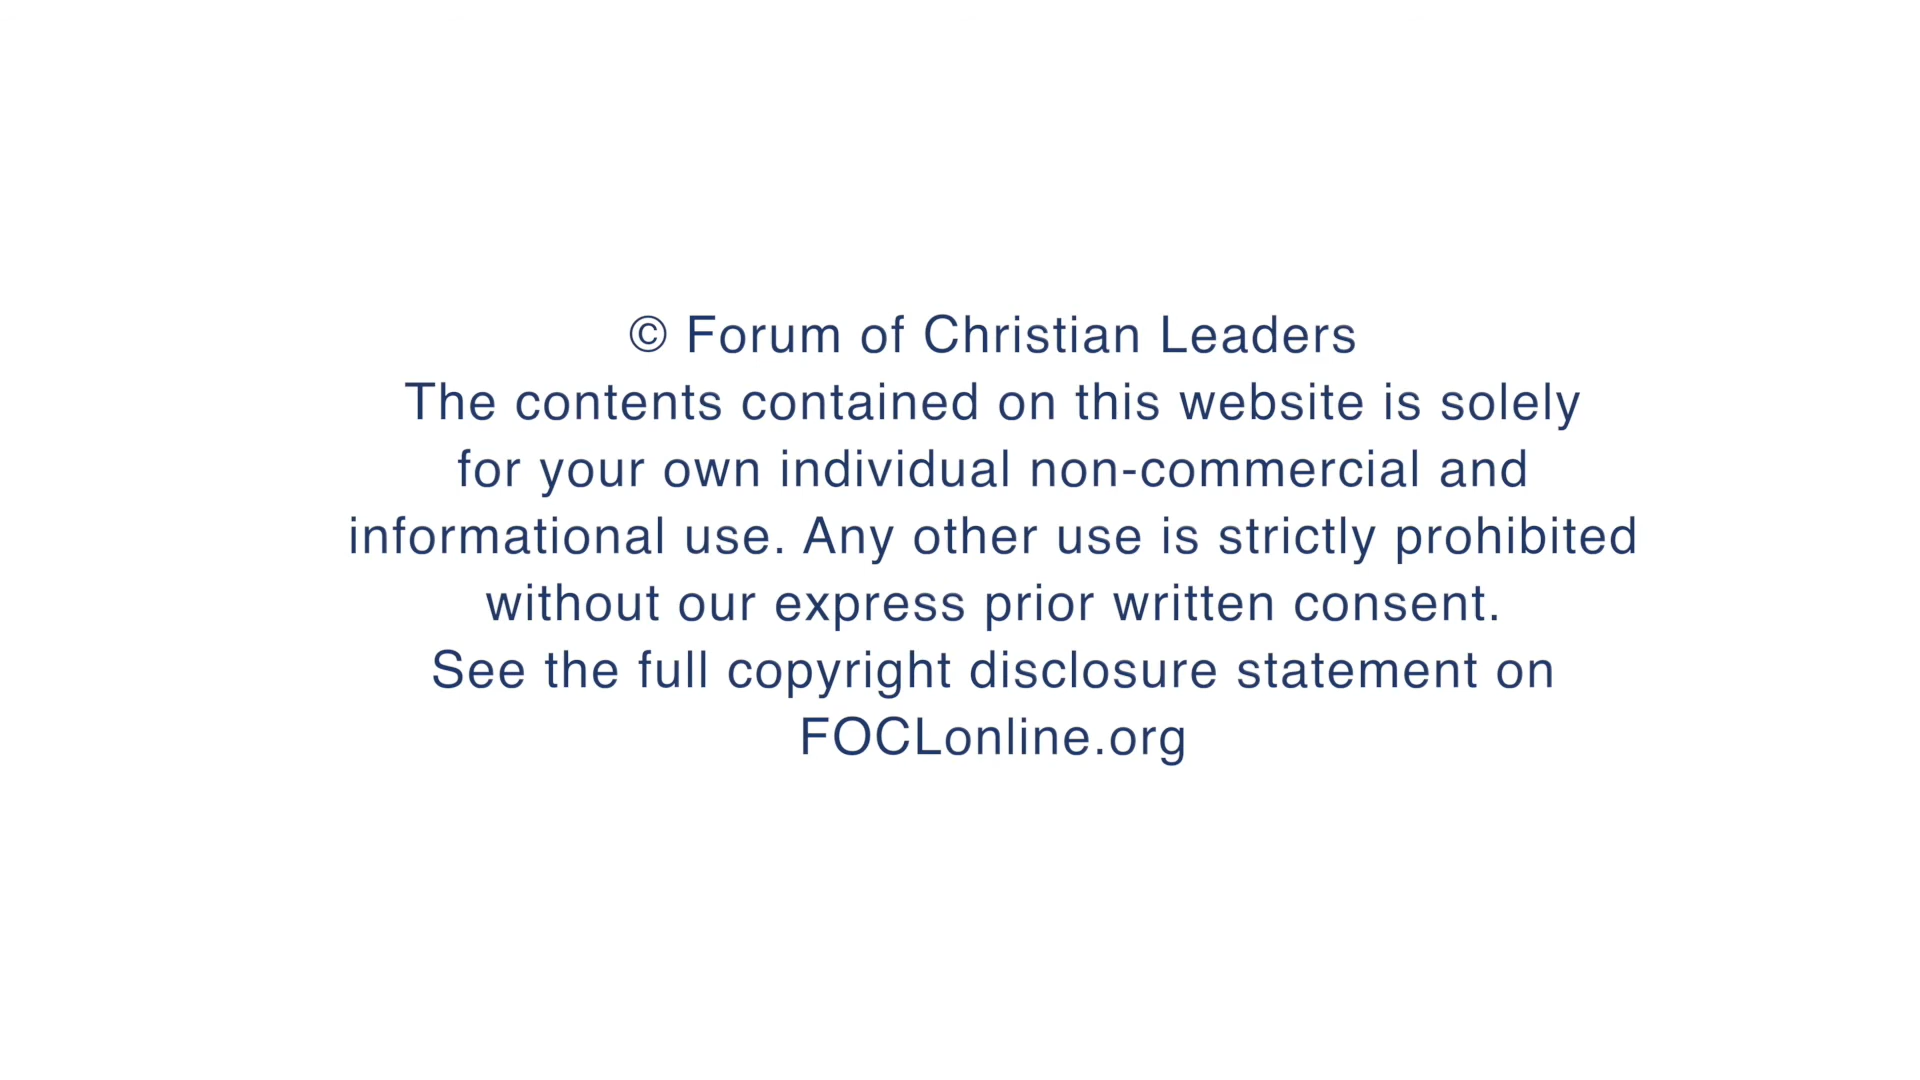 © Forum of Christian Leaders
The contents contained on this website is solely
for your own individual non-commercial and
informational use. Any other use is strictly prohibited
without our express prior written consent.
See the full copyright disclosure statement on
FOCLonline.org